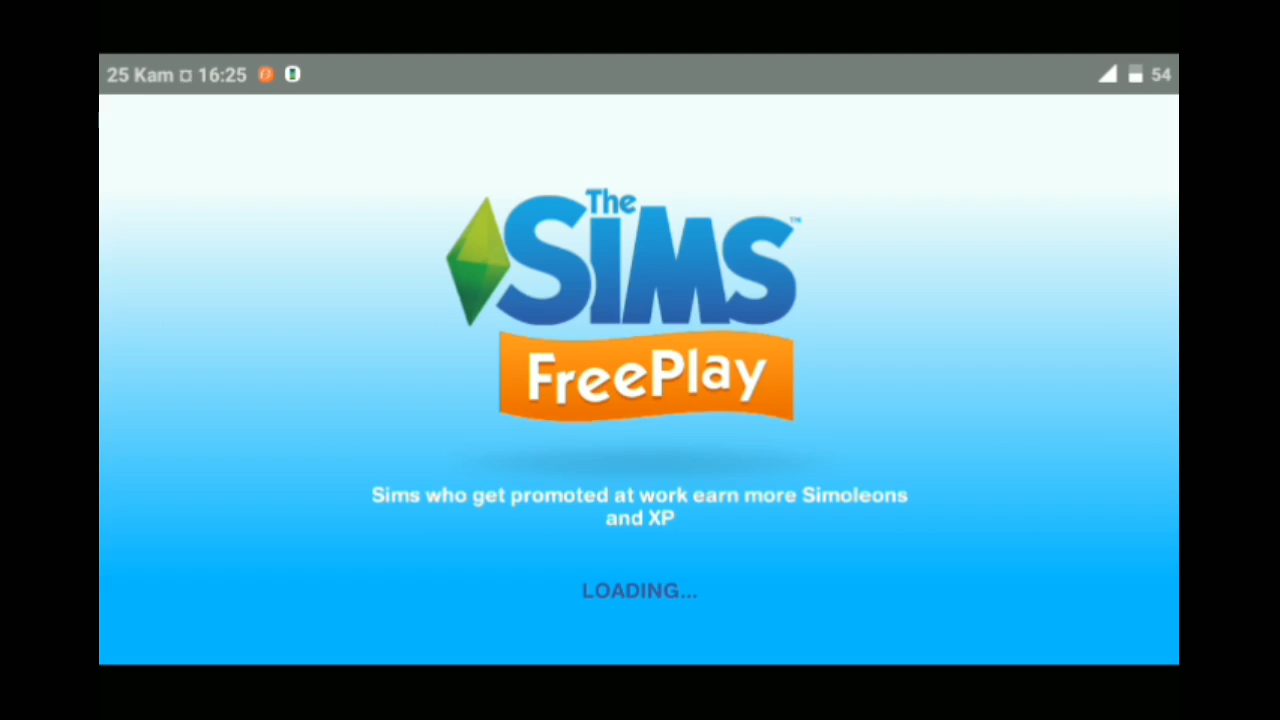 25 Kam ¤ 16:25
54
The
SiMS™
FreePlay
Sims who get promoted at work earn more Simoleons
and XP
LOADING...